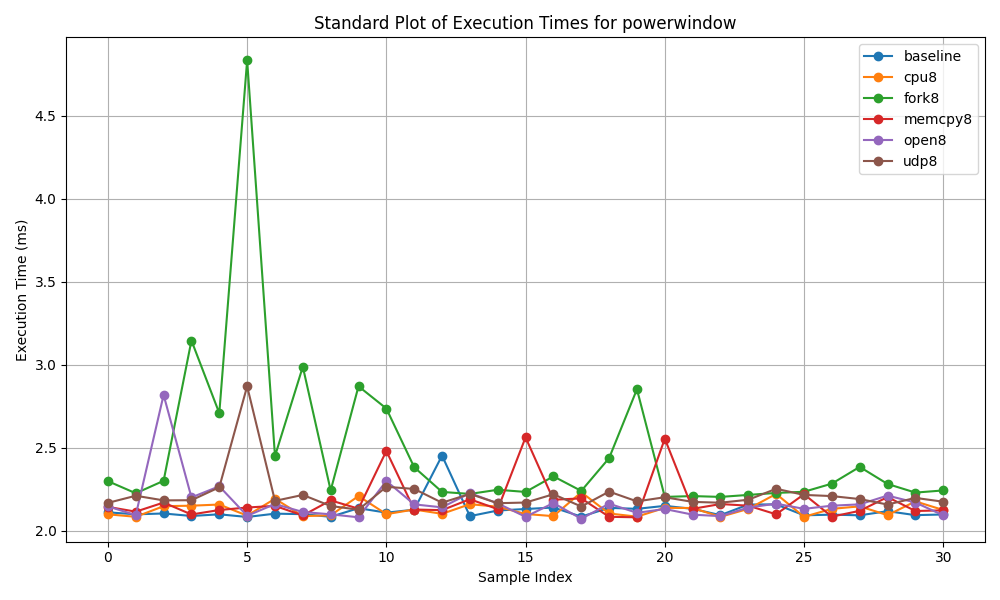 Standard Plot of Execution Times for powerwindow
baseline
cpu8
fork8
memcpy8
open8
udp8
Execution Time (ms)
4.5
4.0
3.5
3.0
2.5
2.0
0 5 10 15 20 25 30
Sample Index